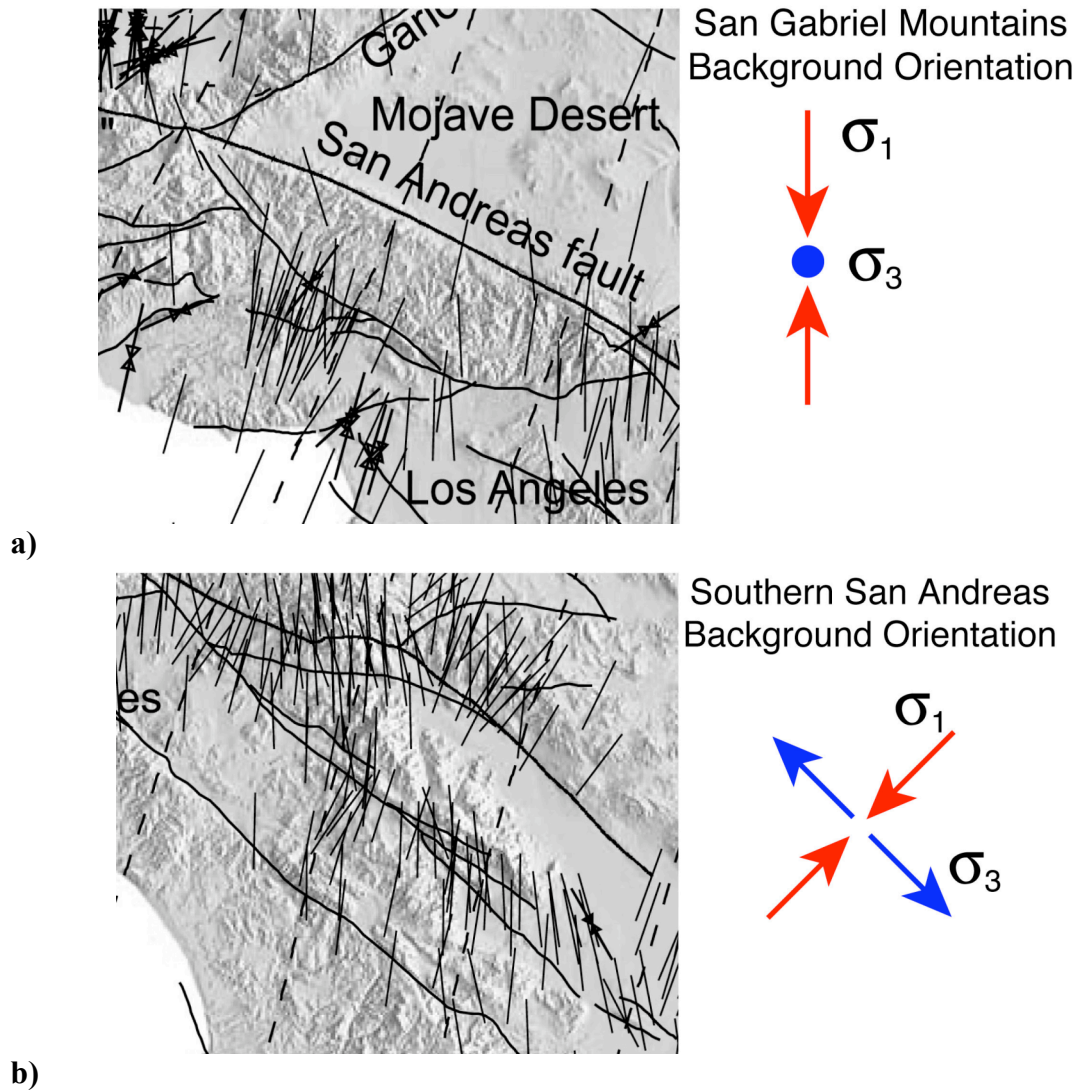 Garlo
Mojave Desert
San Andreas fault
"
Los Angeles
San Gabriel Mountains
Background Orientation
σ1
σ3
a)
es
Southern San Andreas
Background Orientation
σ1
σ3
b)